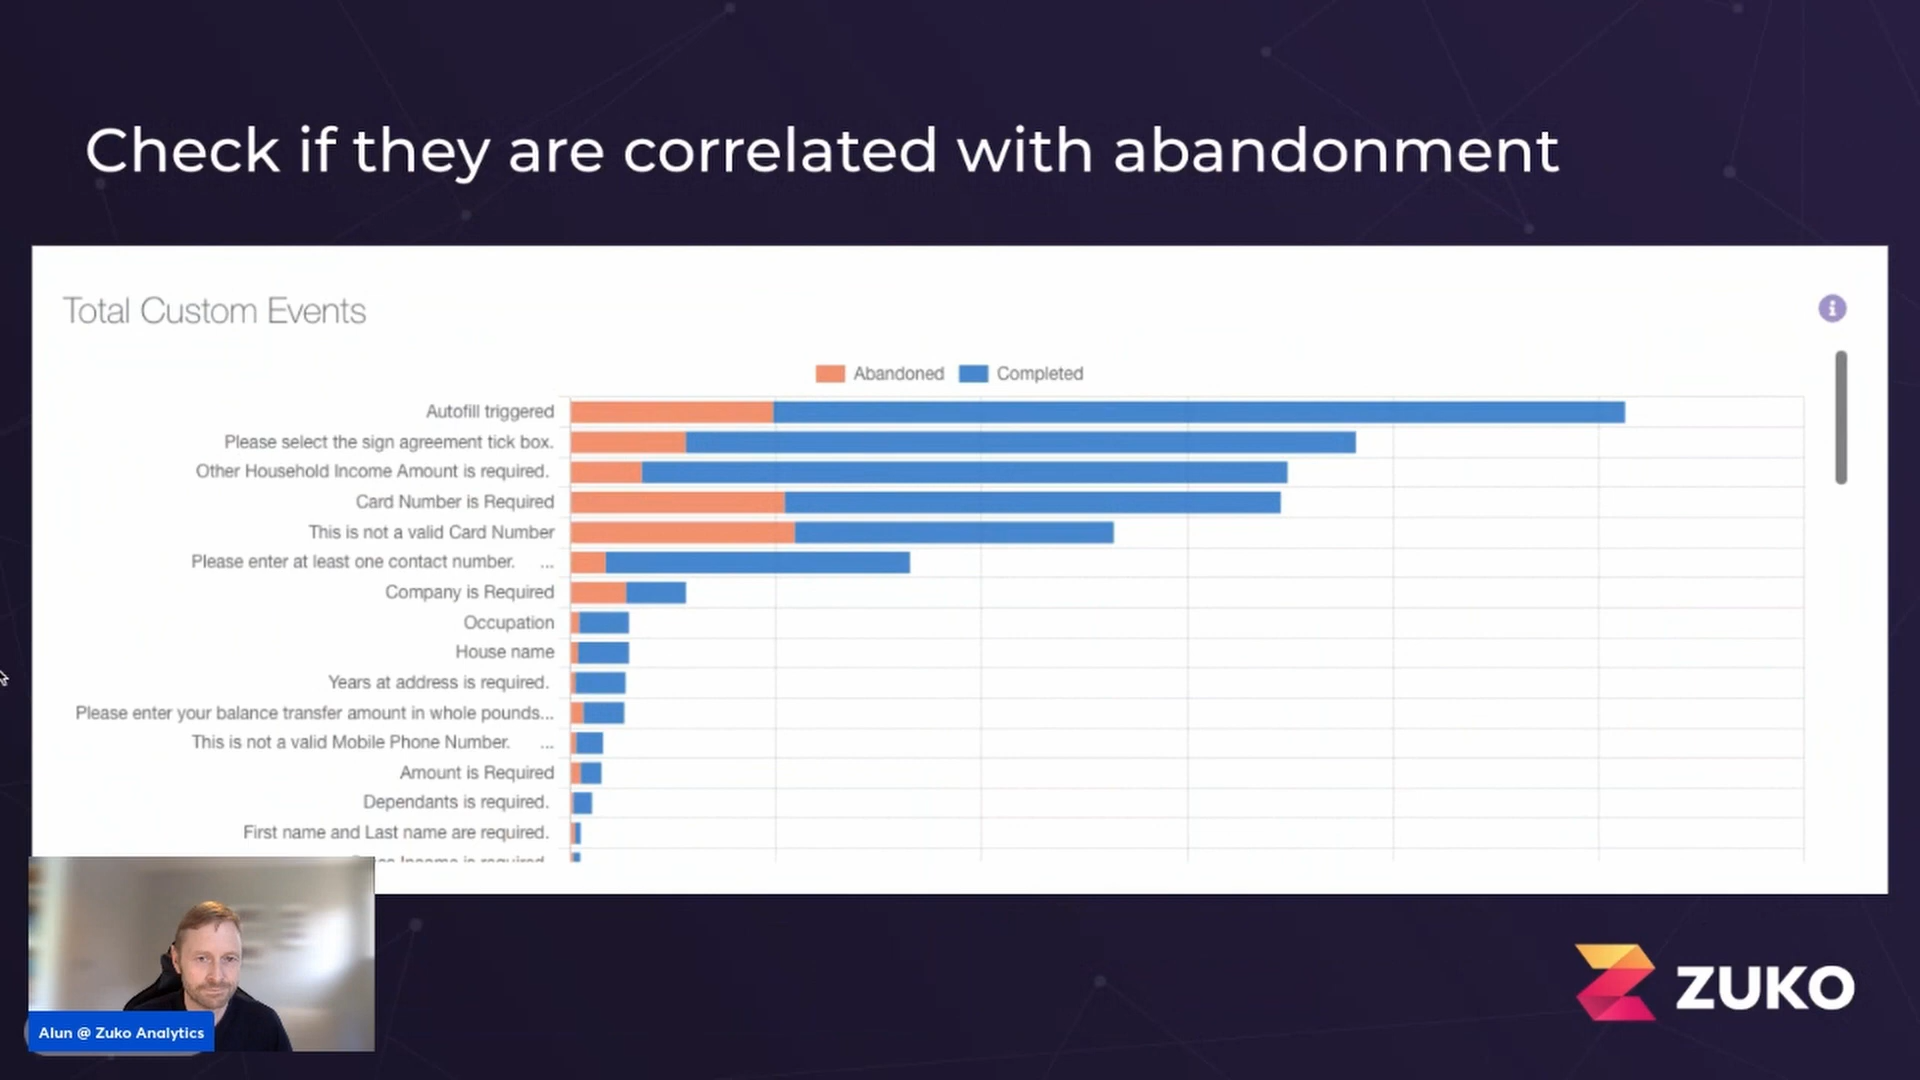 Check if they are correlated with abandonment
Total Custom Events
Abandoned
Completed
Autofill triggered
Please select the sign agreement tick box.
Other Household Income Amount is required.
Card Number is Required
This is not a valid Card Number
Please enter at least one contact number. ...
Company is Required
Occupation
House name
Years at address is required.
Please enter your balance transfer amount in whole pounds...
This is not a valid Mobile Phone Number. ...
Amount is Required
Dependants is required.
First name and Last name are required.
Income is required.
Alun @ Zuko Analytics
ZUKO